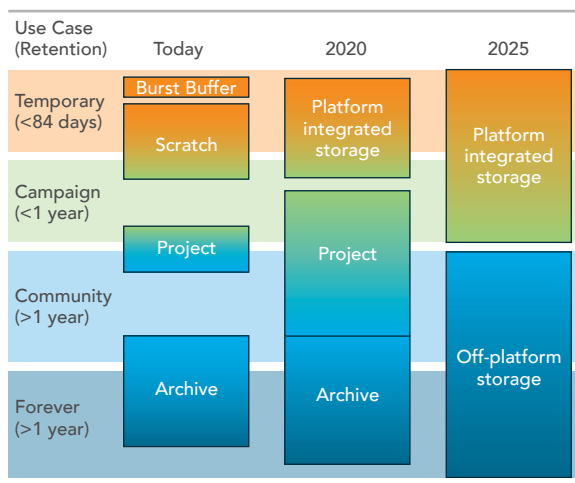 Use Case
(Retention)
Today
2020
2025
Temporary
(<84 days)
Burst Buffer
Scratch
Platform
integrated
storage
Platform
integrated
storage
Campaign
(<1 year)
Project
Project
Community
(>1 year)
Archive
Archive
Off-platform
storage
Forever
(>1 year)